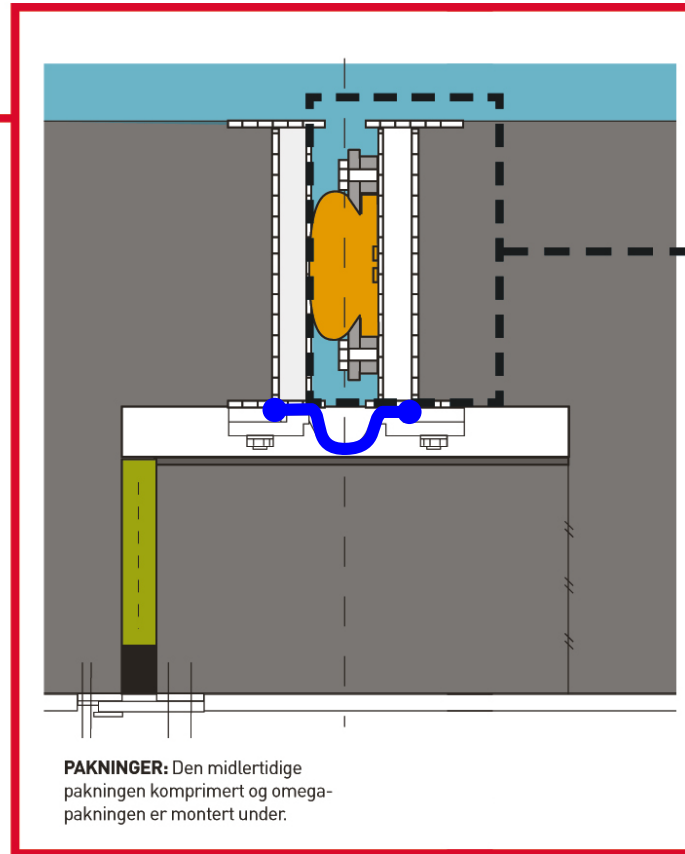 PAKNINGER: Den midlertidige
pakningen komprimert og omega-
pakningen er montert under.